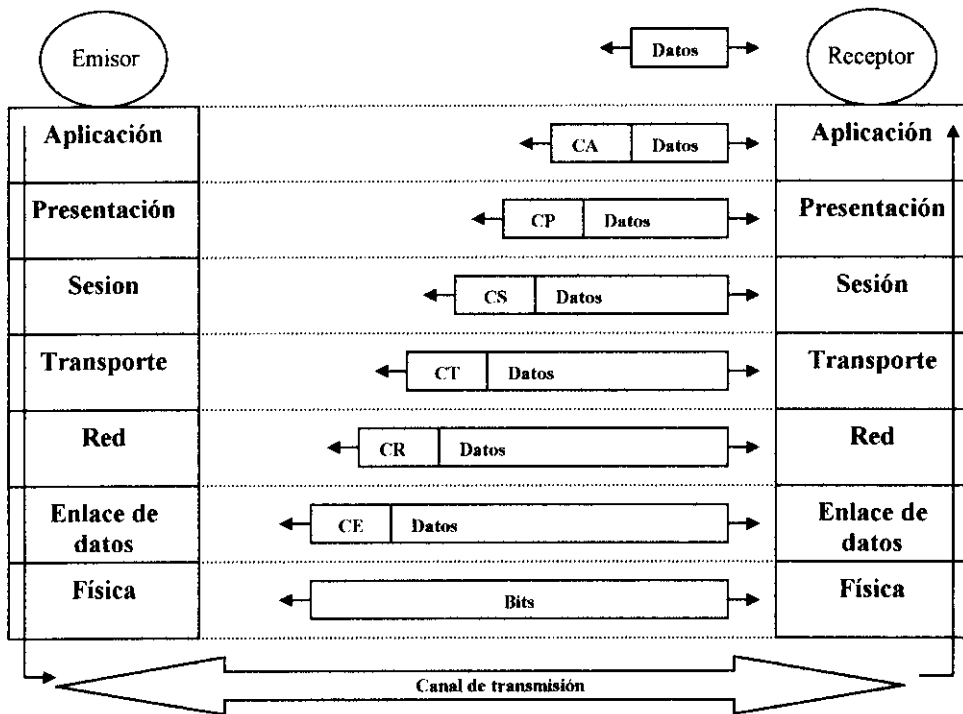 Emisor
Datos
Receptor
Aplicación
CA Datos
Aplicación
Presentación
CP Datos
Presentación
Sesion
CS Datos
Sesión
Transporte
CT Datos
Transporte
Red
CR Datos
Red
Enlace de
datos
CE Datos
Enlace de
datos
Física
Bits
Física
Canal de transmisión